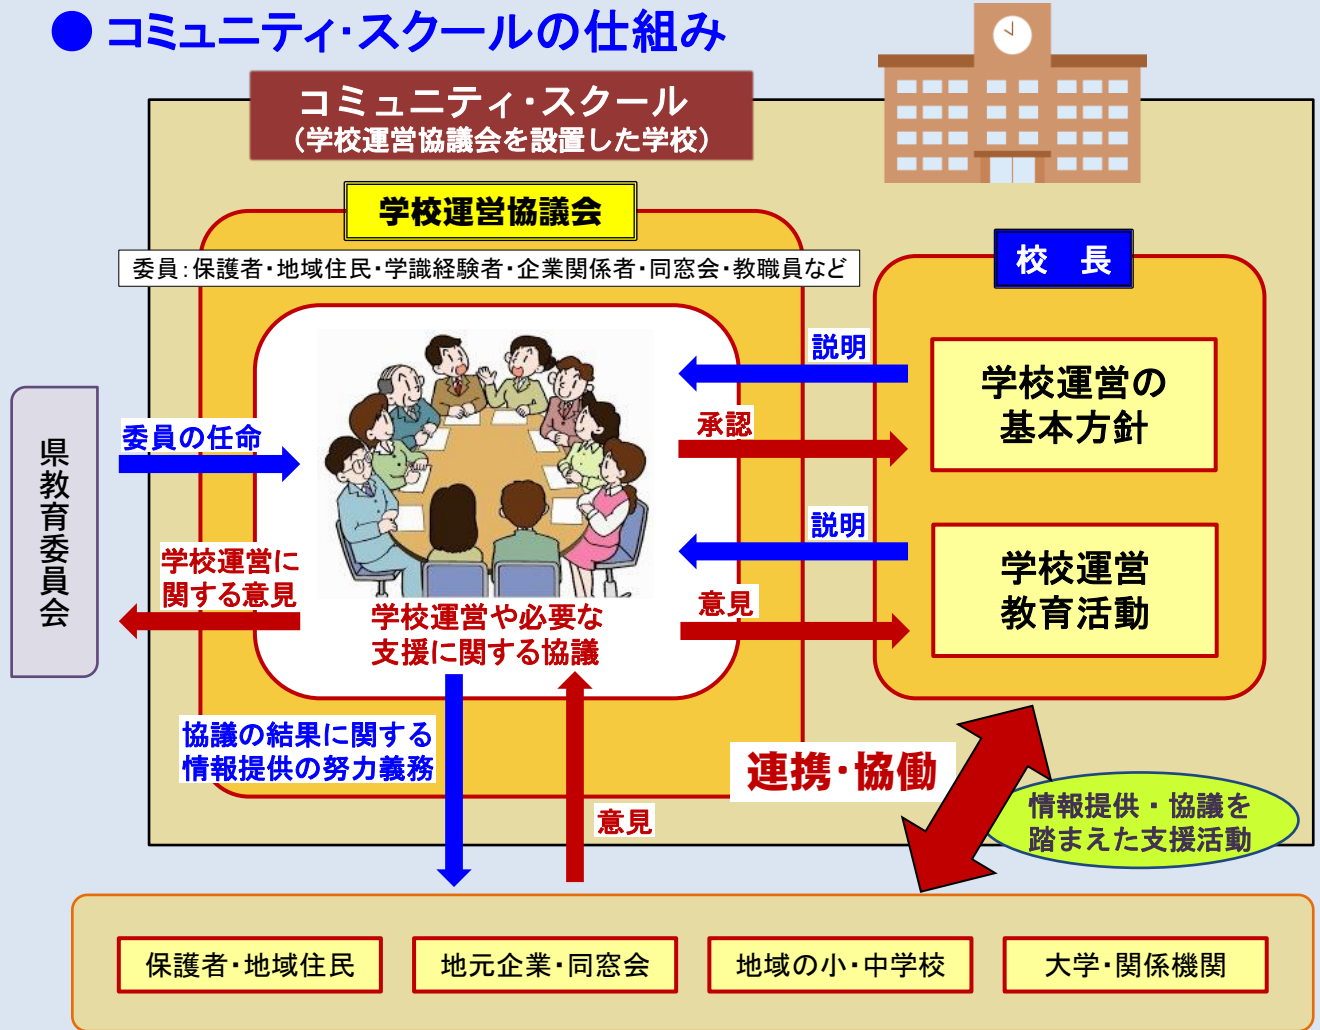 ● コミュニティ・スクールの仕組み
コミュニティ・スクール
（学校運営協議会を設置した学校）
学校運営協議会
委員：保護者・地域住民・学識経験者・企業関係者・同窓会・教職員など
校　長
県教育委員会
委員の任命
学校運営に
関する意見
説明
承認
説明
意見
学校運営の
基本方針
学校運営
教育活動
学校運営や必要な
支援に関する協議
協議の結果に関する
情報提供の努力義務
意見
連携・協働
情報提供・協議を
踏まえた支援活動
保護者・地域住民
地元企業・同窓会
地域の小・中学校
大学・関係機関